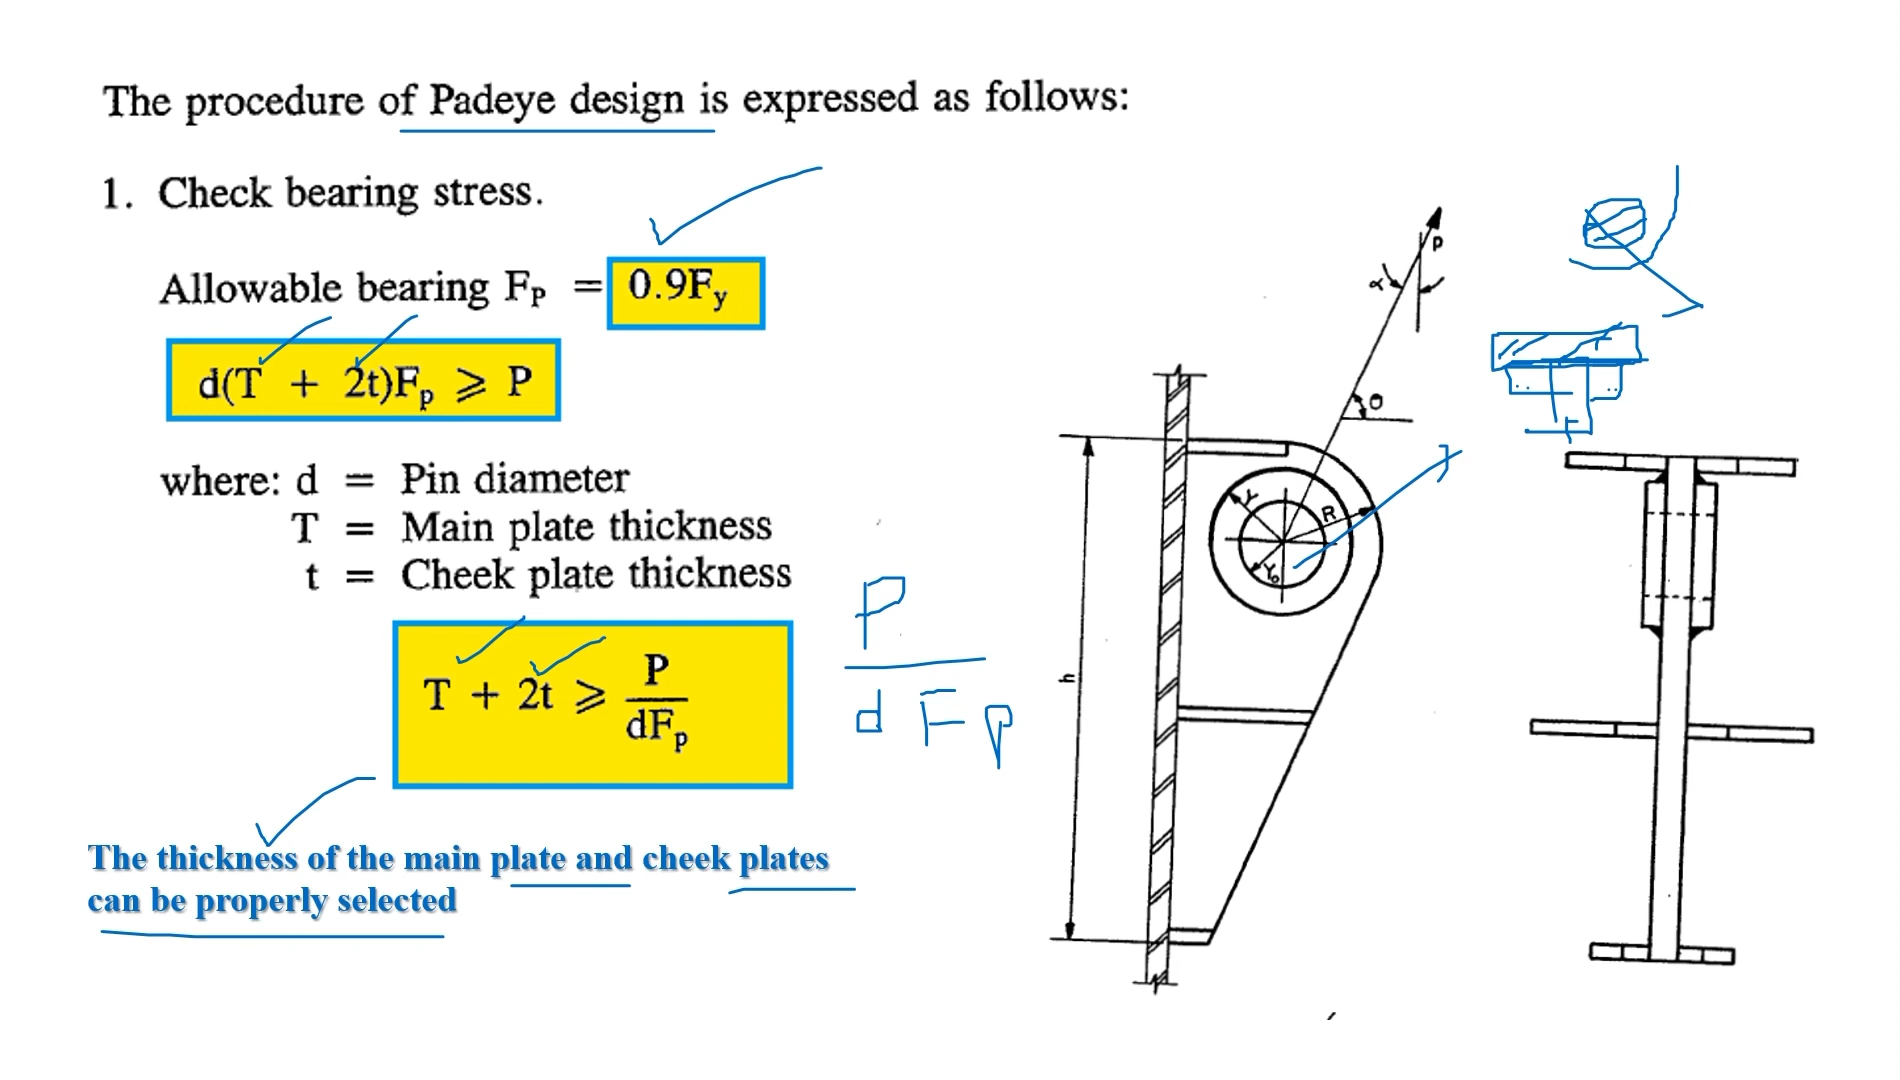 The procedure of Padeye design is expressed as follows:
1. Check bearing stress.
Allowable bearing Fₚ = 0.9Fᵧ
d(T + 2t)Fₚ ⩾ P
where: d = Pin diameter
T = Main plate thickness
t = Cheek plate thickness
T + 2t ⩾ P
dFₚ
P
d Fp
The thickness of the main plate and cheek plates
can be properly selected
P
α
θ
R
r
r₀
h